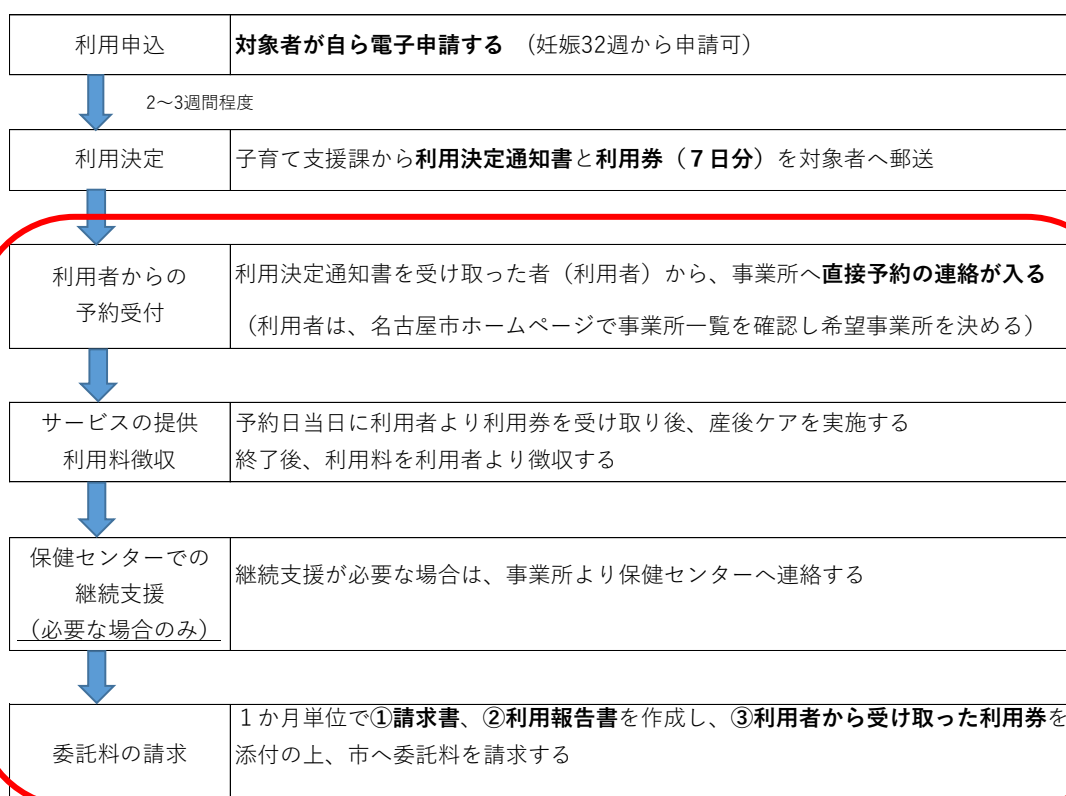 利用申込
対象者が自ら電子申請する　（妊娠32週から申請可）
2～3週間程度
利用決定
子育て支援課から利用決定通知書と利用券（７日分）を対象者へ郵送
利用者からの
予約受付
利用決定通知書を受け取った者（利用者）から、事業所へ直接予約の連絡が入る
（利用者は、名古屋市ホームページで事業所一覧を確認し希望事業所を決める）
サービスの提供
利用料徴収
予約日当日に利用者より利用券を受け取り後、産後ケアを実施する
終了後、利用料を利用者より徴収する
保健センターでの
継続支援
（必要な場合のみ）
継続支援が必要な場合は、事業所より保健センターへ連絡する
委託料の請求
１か月単位で①請求書、②利用報告書を作成し、③利用者から受け取った利用券を
添付の上、市へ委託料を請求する